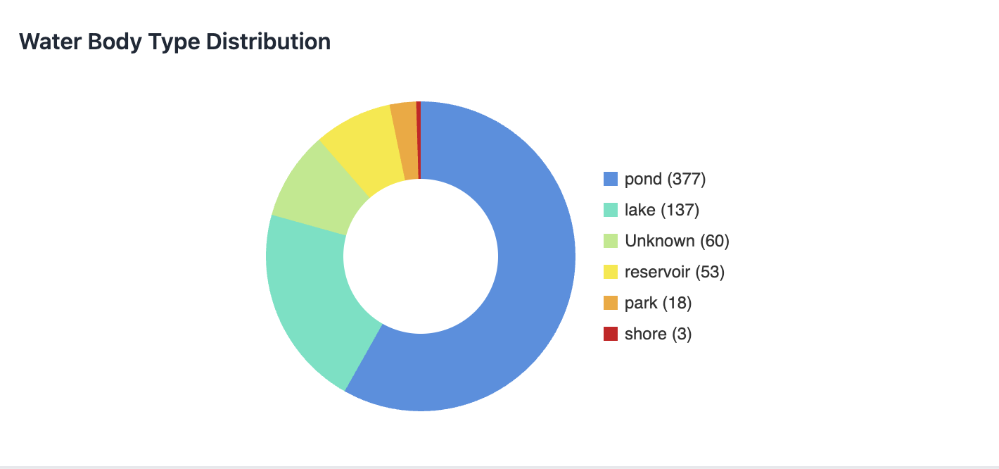 Water Body Type Distribution
pond (377)
lake (137)
Unknown (60)
reservoir (53)
park (18)
shore (3)